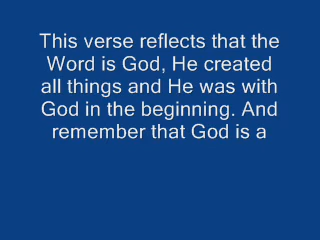 This verse reflects that the
Word is God, He created
all things and He was with
God in the beginning. And
remember that God is a